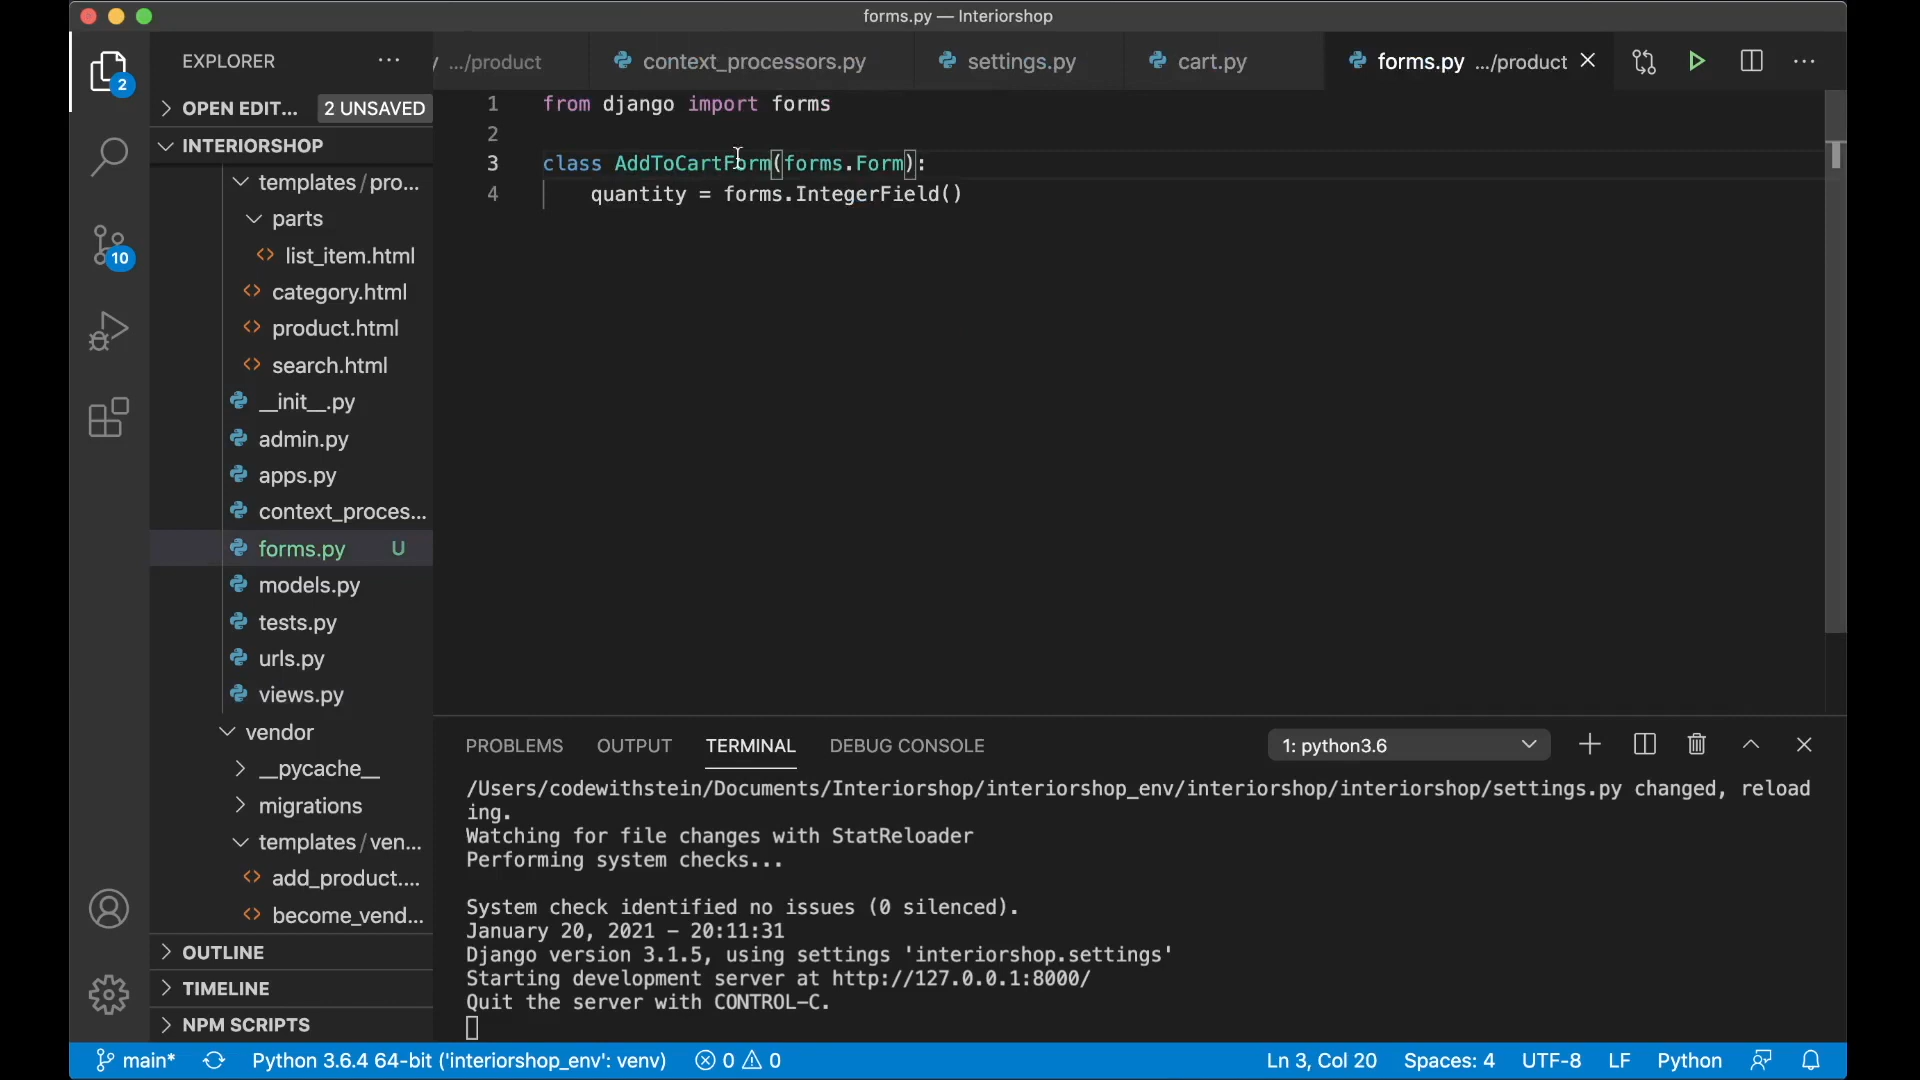 forms.py — Interiorshop
EXPLORER
.../product
context_processors.py
settings.py
cart.py
forms.py .../product
2
OPEN EDIT... 2 UNSAVED
INTERIORSHOP
templates/pro...
parts
list_item.html
category.html
product.html
search.html
__init__.py
admin.py
apps.py
context_proces...
forms.py U
models.py
tests.py
urls.py
views.py
vendor
__pycache__
migrations
templates/ven...
add_product....
become_vend...
OUTLINE
TIMELINE
NPM SCRIPTS
10
1 from django import forms
2
3 class AddToCartForm(forms.Form):
4 quantity = forms.IntegerField()
PROBLEMS OUTPUT TERMINAL DEBUG CONSOLE 1: python3.6
/Users/codewithstein/Documents/Interiorshop/interiorshop_env/interiorshop/interiorshop/settings.py changed, reload
ing.
Watching for file changes with StatReloader
Performing system checks...
System check identified no issues (0 silenced).
January 20, 2021 - 20:11:31
Django version 3.1.5, using settings 'interiorshop.settings'
Starting development server at http://127.0.0.1:8000/
Quit the server with CONTROL-C.
main* Python 3.6.4 64-bit ('interiorshop_env': venv) 0 0 Ln 3, Col 20 Spaces: 4 UTF-8 LF Python